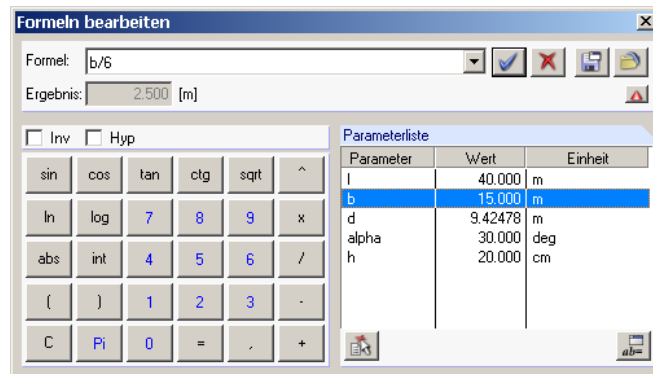 Formeln bearbeiten
Formel: b/6
Ergebnis: 2.500 [m]
Inv Hyp
sin cos tan ctg sqrt ^
ln log 7 8 9 x
abs int 4 5 6 /
( ) 1 2 3 -
C Pi 0 = , +
Parameterliste
Parameter Wert Einheit
l 40.000 m
b 15.000 m
d 9.42478 m
alpha 30.000 deg
h 20.000 cm
ab=